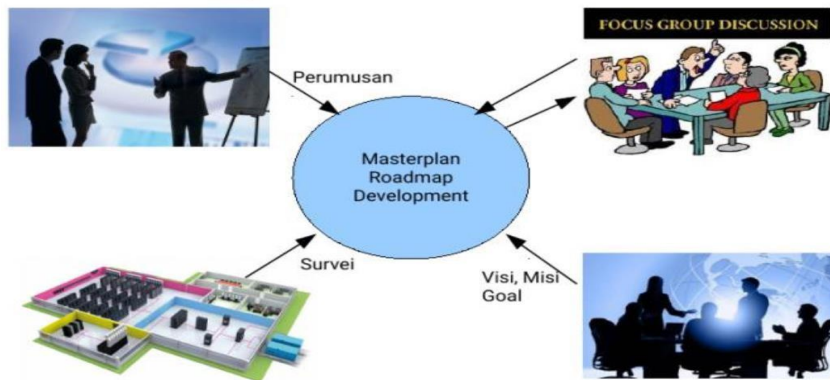 FOCUS GROUP DISCUSSION
Perumusan
Masterplan
Roadmap
Development
Survei
Visi, Misi
Goal